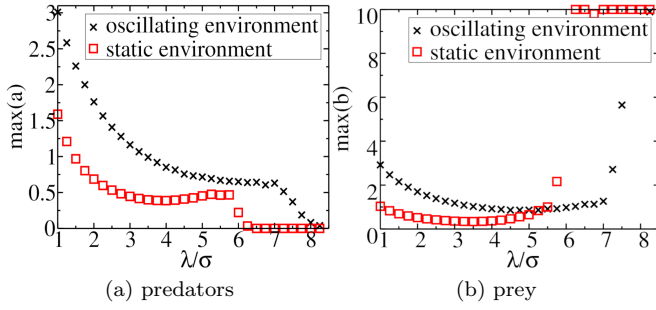 3
2.5
2
1.5
1
0.5
0
max(a)
× oscillating environment
□ static environment
1 2 3 4 5 6 7 8
λ/σ
(a) predators
10
8
6
4
2
0
max(b)
× oscillating environment
□ static environment
1 2 3 4 5 6 7 8
λ/σ
(b) prey